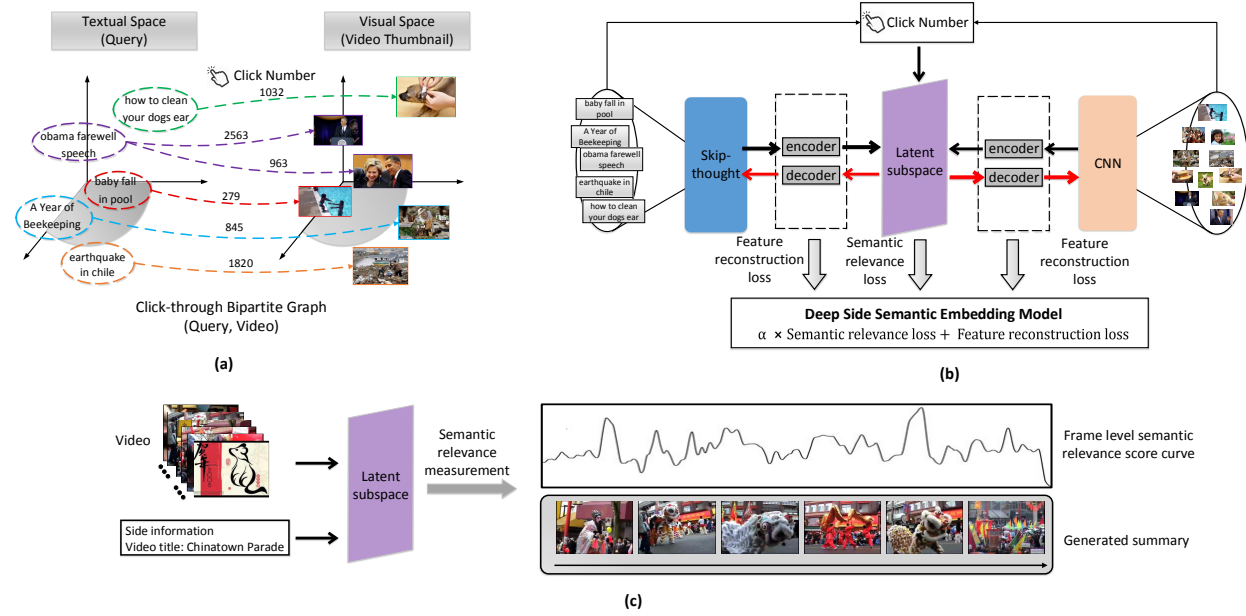 Textual Space
(Query)
Visual Space
(Video Thumbnail)
Click Number
how to clean
your dogs ear
1032
obama farewell
speech
2563
963
baby fall
in pool
279
A Year of
Beekeeping
845
earthquake
in chile
1820
Click-through Bipartite Graph
(Query, Video)
(a)
Click Number
baby fall in
pool
A Year of
Beekeeping
obama farewell
speech
earthquake in
chile
how to clean
your dogs ear
Skip-
thought
encoder
decoder
Latent
subspace
encoder
decoder
CNN
Feature
reconstruction
loss
Semantic
relevance
loss
Feature
reconstruction
loss
Deep Side Semantic Embedding Model
α × Semantic relevance loss + Feature reconstruction loss
(b)
Video
Side information
Video title: Chinatown Parade
Latent
subspace
Semantic
relevance
measurement
Frame level semantic
relevance score curve
Generated summary
(c)